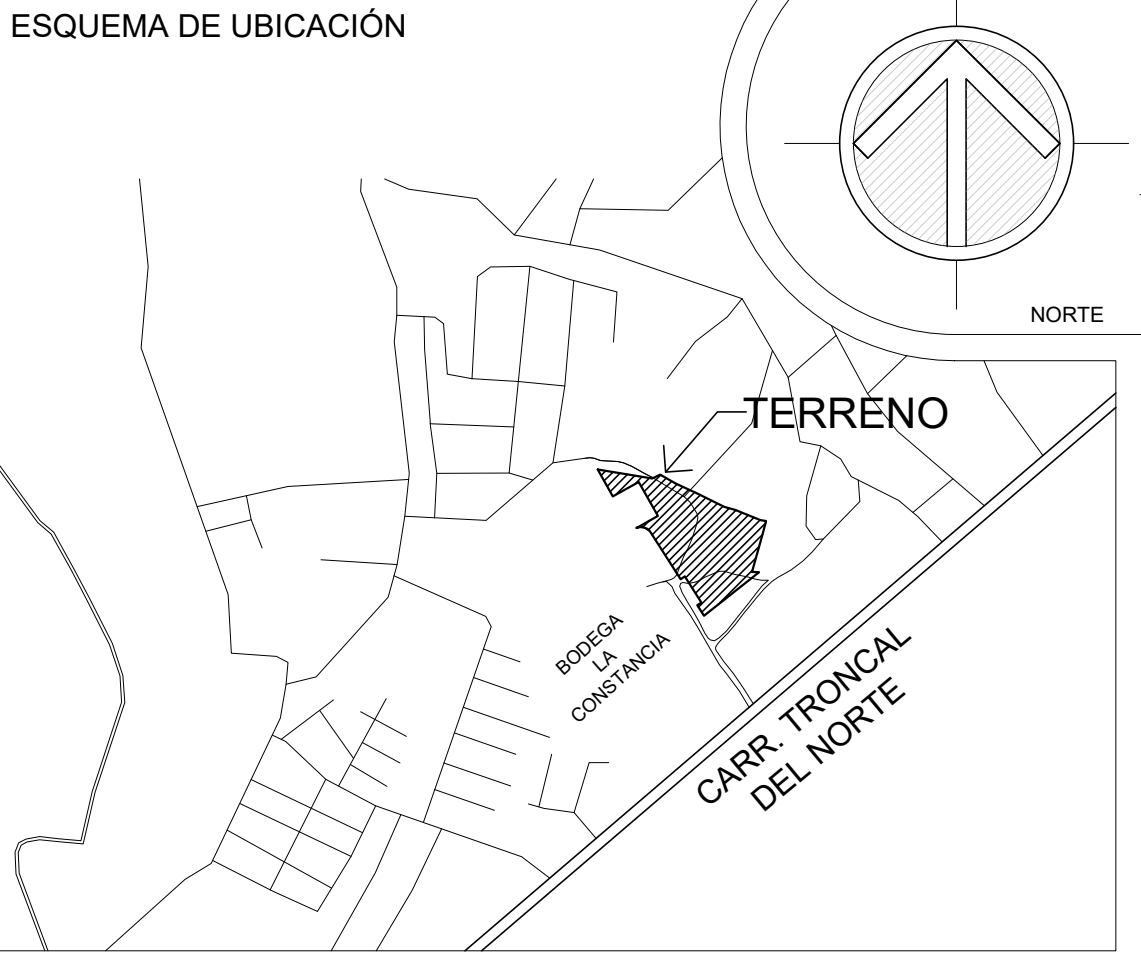 ESQUEMA DE UBICACIÓN
NORTE
TERRENO
BODEGA
LA
CONSTANCIA
CARR. TRONCAL
DEL NORTE